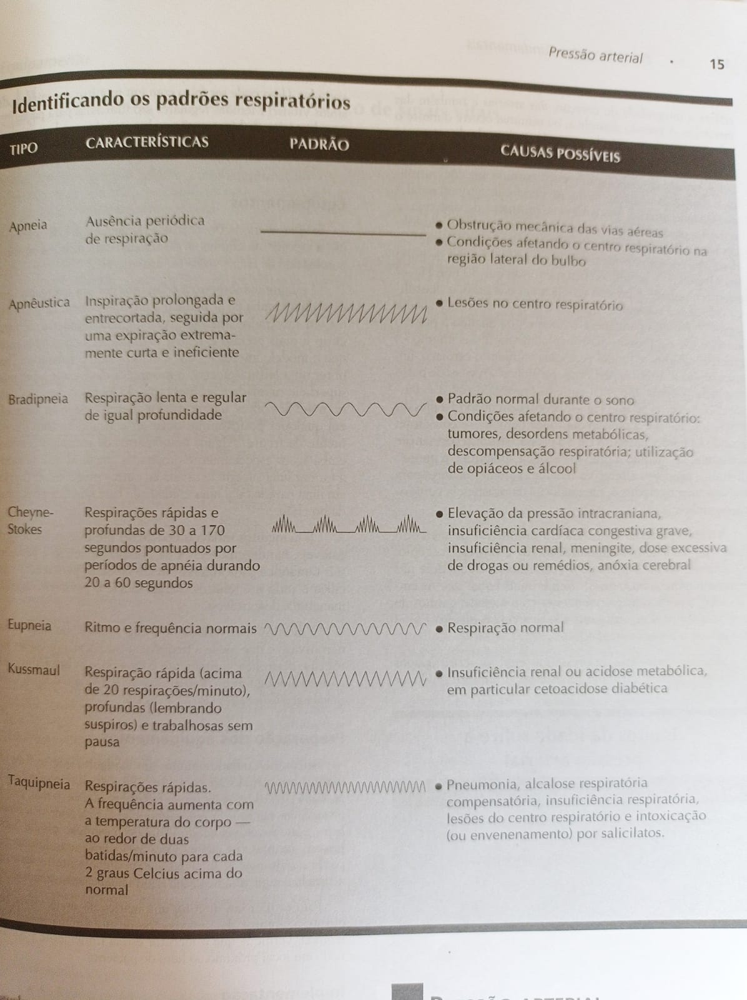 Pressão arterial · 15
Identificando os padrões respiratórios
TIPO CARACTERÍSTICAS PADRÃO CAUSAS POSSÍVEIS
Apneia
Ausência periódica
de respiração
● Obstrução mecânica das vias aéreas
● Condições afetando o centro respiratório na
região lateral do bulbo
Apnêustica
Inspiração prolongada e
entrecortada, seguida por
uma expiração extrema-
mente curta e ineficiente
● Lesões no centro respiratório
Bradipneia
Respiração lenta e regular
de igual profundidade
● Padrão normal durante o sono
● Condições afetando o centro respiratório:
tumores, desordens metabólicas,
descompensação respiratória; utilização
de opiáceos e álcool
Cheyne-
Stokes
Respirações rápidas e
profundas de 30 a 170
segundos pontuados por
períodos de apnéia durando
20 a 60 segundos
● Elevação da pressão intracraniana,
insuficiência cardíaca congestiva grave,
insuficiência renal, meningite, dose excessiva
de drogas ou remédios, anóxia cerebral
Eupneia
Ritmo e frequência normais
● Respiração normal
Kussmaul
Respiração rápida (acima
de 20 respirações/minuto),
profundas (lembrando
suspiros) e trabalhosas sem
pausa
● Insuficiência renal ou acidose metabólica,
em particular cetoacidose diabética
Taquipneia
Respirações rápidas.
A frequência aumenta com
a temperatura do corpo —
ao redor de duas
batidas/minuto para cada
2 graus Celcius acima do
normal
● Pneumonia, alcalose respiratória
compensatória, insuficiência respiratória,
lesões do centro respiratório e intoxicação
(ou envenenamento) por salicilatos.